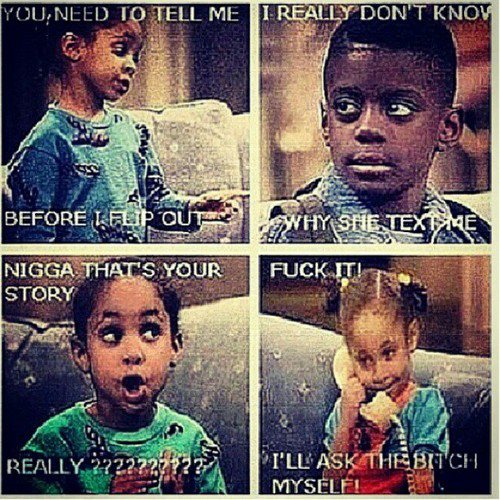 YOU NEED TO TELL ME
BEFORE I FLIP OUT
I REALLY DON'T KNOW
WHY SHE TEXT ME
NIGGA THAT'S YOUR
STORY
REALLY ??????????
FUCK IT!
I'LL ASK THE BITCH
MYSELF!